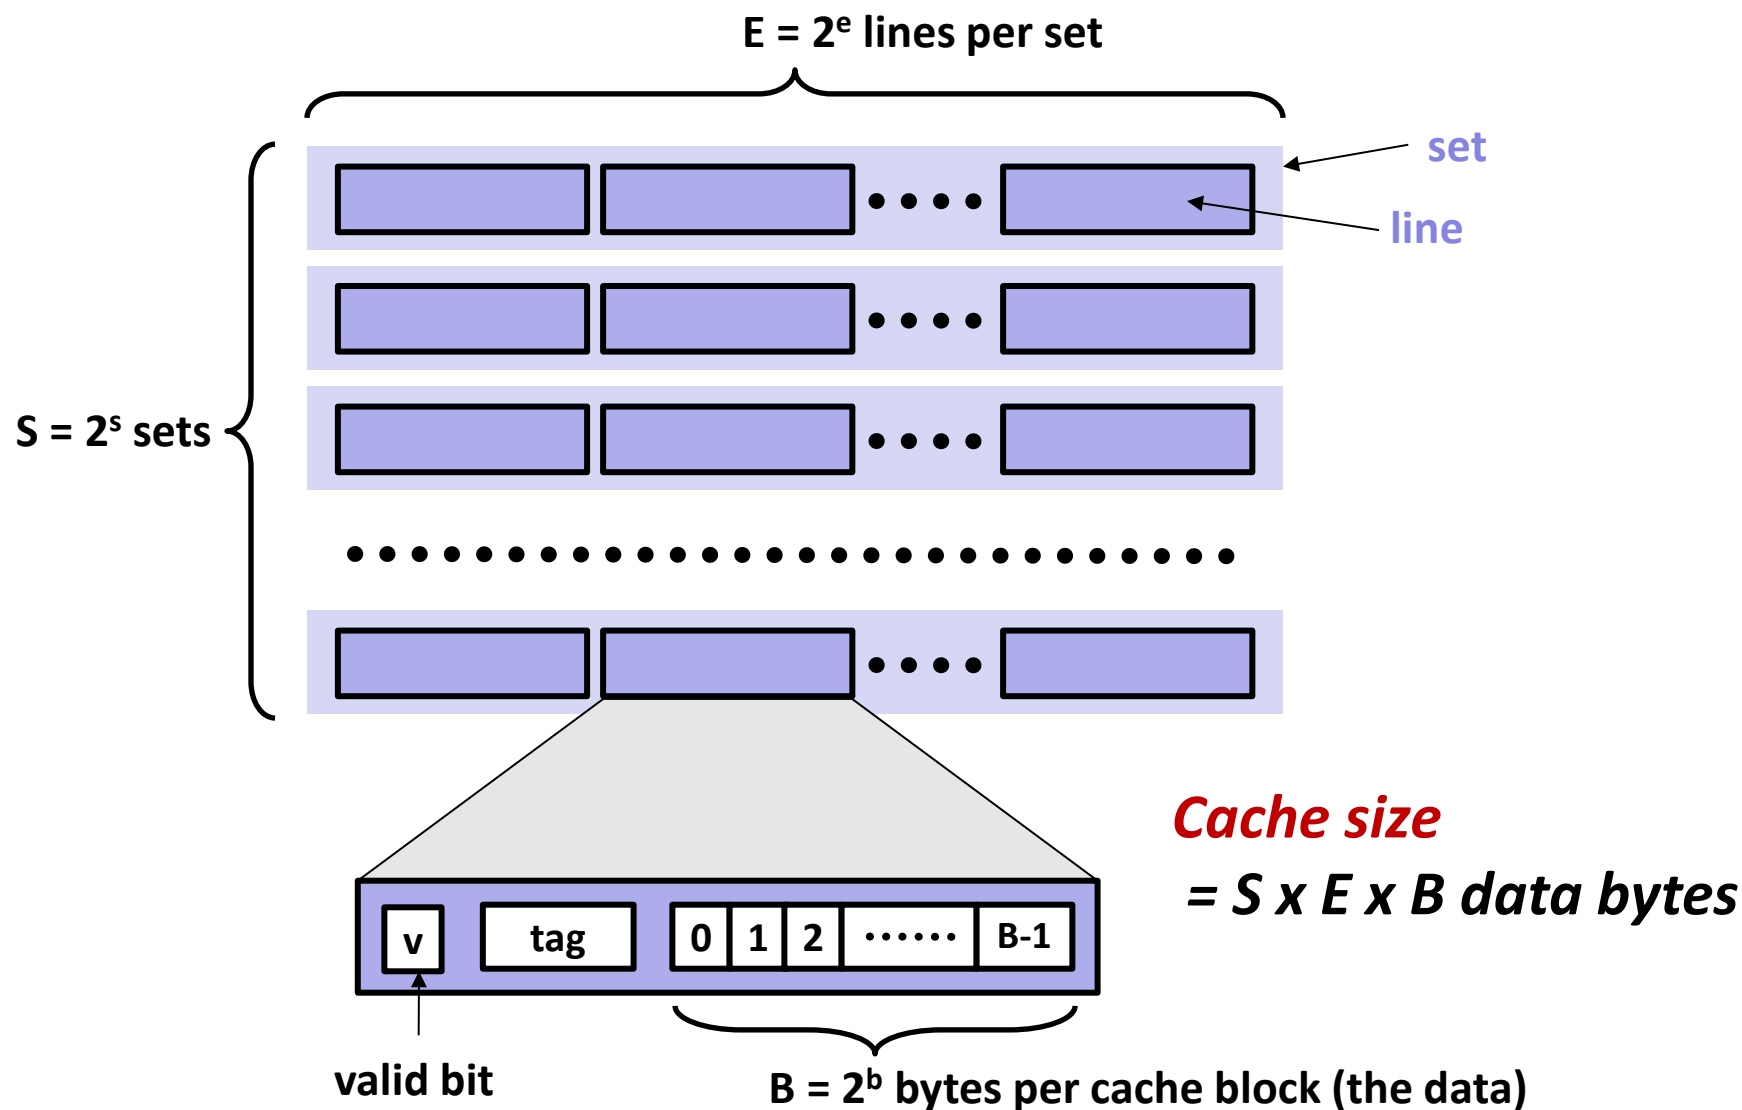 E = 2ᵉ lines per set
set
line
S = 2ˢ sets
Cache size
= S x E x B data bytes
v
tag
0 1 2 •••••• B-1
valid bit
B = 2ᵇ bytes per cache block (the data)